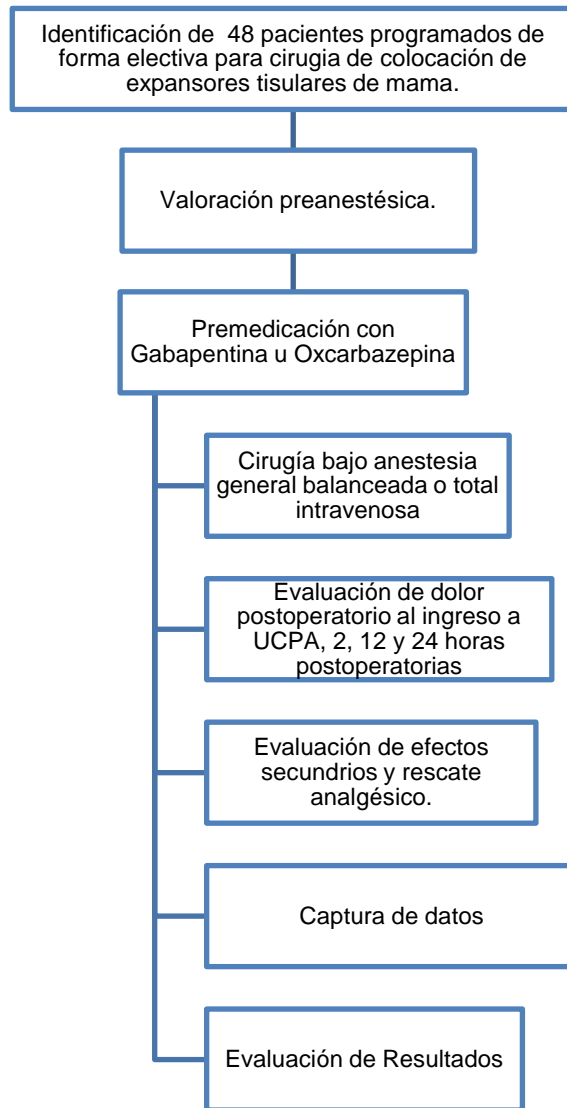 Identificación de 48 pacientes programados de
forma electiva para cirugia de colocación de
expansores tisulares de mama.
Valoración preanestésica.
Premedicación con
Gabapentina u Oxcarbazepina
Cirugía bajo anestesia
general balanceada o total
intravenosa
Evaluación de dolor
postoperatorio al ingreso a
UCPA, 2, 12 y 24 horas
postoperatorias
Evaluación de efectos
secundrios y rescate
analgésico.
Captura de datos
Evaluación de Resultados